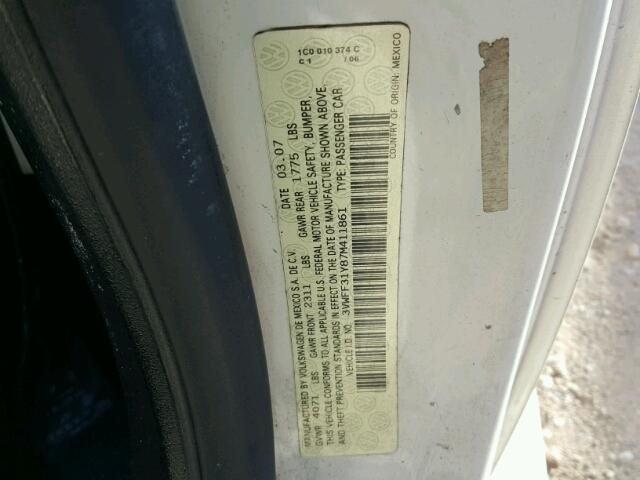 1C0 010 374 C
C 1 / 06
MANUFACTURED BY VOLKSWAGEN DE MEXICO S.A. DE C.V. DATE 03.07
GVWR 4071 LBS GAWR FRONT 2311 LBS GAWR REAR 1775 LBS
THIS VEHICLE CONFORMS TO ALL APPLICABLE U.S. FEDERAL MOTOR VEHICLE SAFETY, BUMPER,
AND THEFT PREVENTION STANDARDS IN EFFECT ON THE DATE OF MANUFACTURE SHOWN ABOVE.
VEHICLE I.D. NO. 3VWFF31Y87M411861 TYPE: PASSENGER CAR
COUNTRY OF ORIGIN: MEXICO